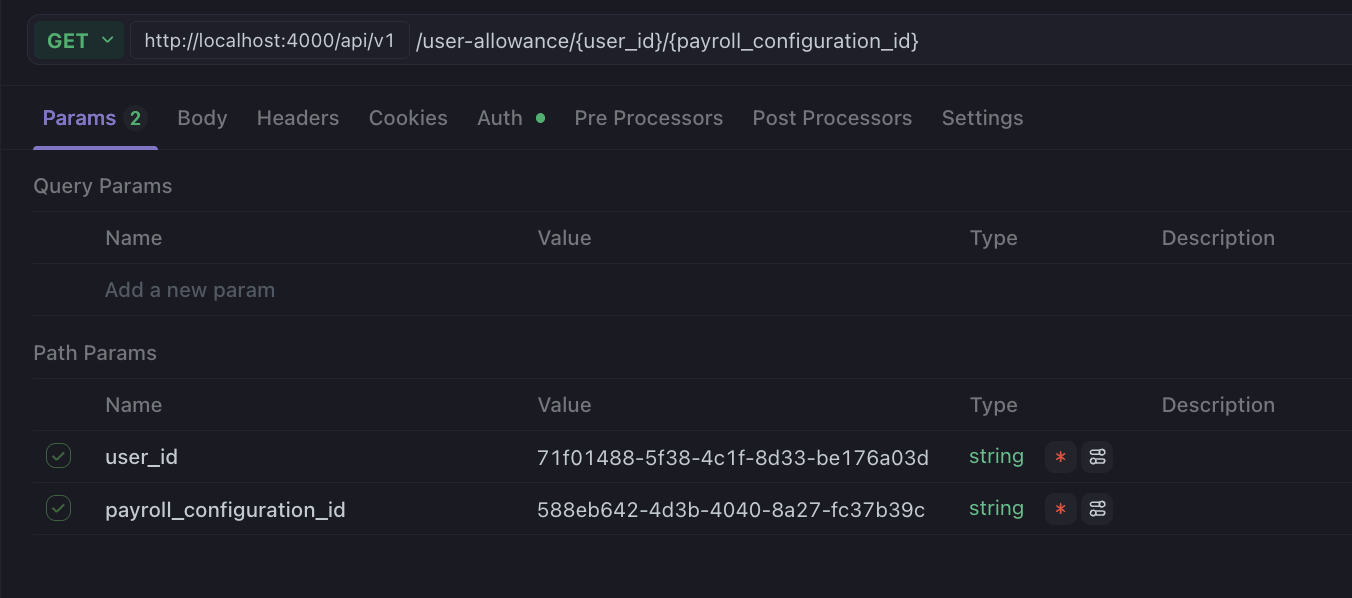 GET http://localhost:4000/api/v1 /user-allowance/{user_id}/{payroll_configuration_id}
Params 2 Body Headers Cookies Auth Pre Processors Post Processors Settings
Query Params
Name Value Type Description
Add a new param
Path Params
Name Value Type Description
user_id 71f01488-5f38-4c1f-8d33-be176a03d string *
payroll_configuration_id 588eb642-4d3b-4040-8a27-fc37b39c string *